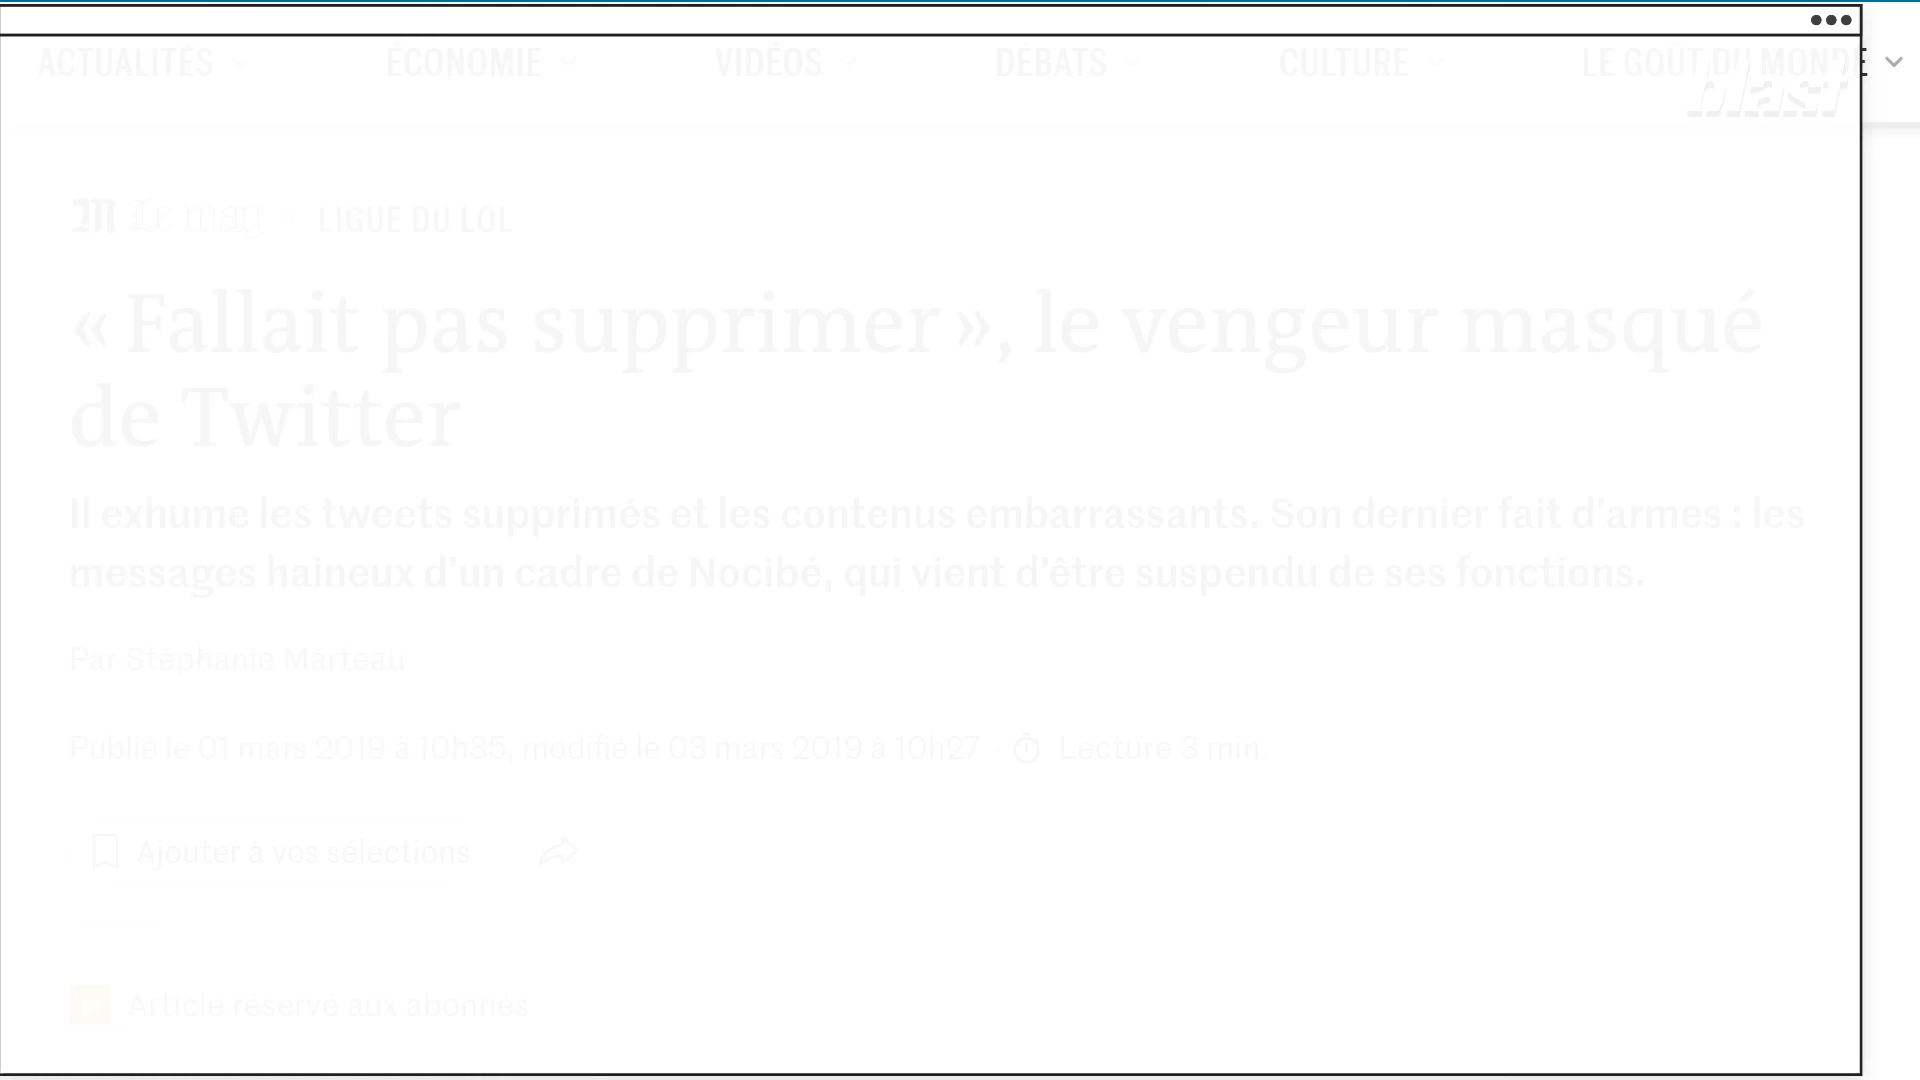 ACTUALITÉS ÉCONOMIE VIDÉOS DÉBATS CULTURE LE GOÛT DU MONDE
blast
M Le mag · LIGUE DU LOL
« Fallait pas supprimer », le vengeur masqué
de Twitter
Il exhume les tweets supprimés et les contenus embarrassants. Son dernier fait d’armes : les
messages haineux d’un cadre de Nocibé, qui vient d’être suspendu de ses fonctions.
Par Stéphanie Marteau
Publié le 01 mars 2019 à 10h35, modifié le 03 mars 2019 à 10h27 · Lecture 3 min.
Ajouter à vos sélections
Article réservé aux abonnés